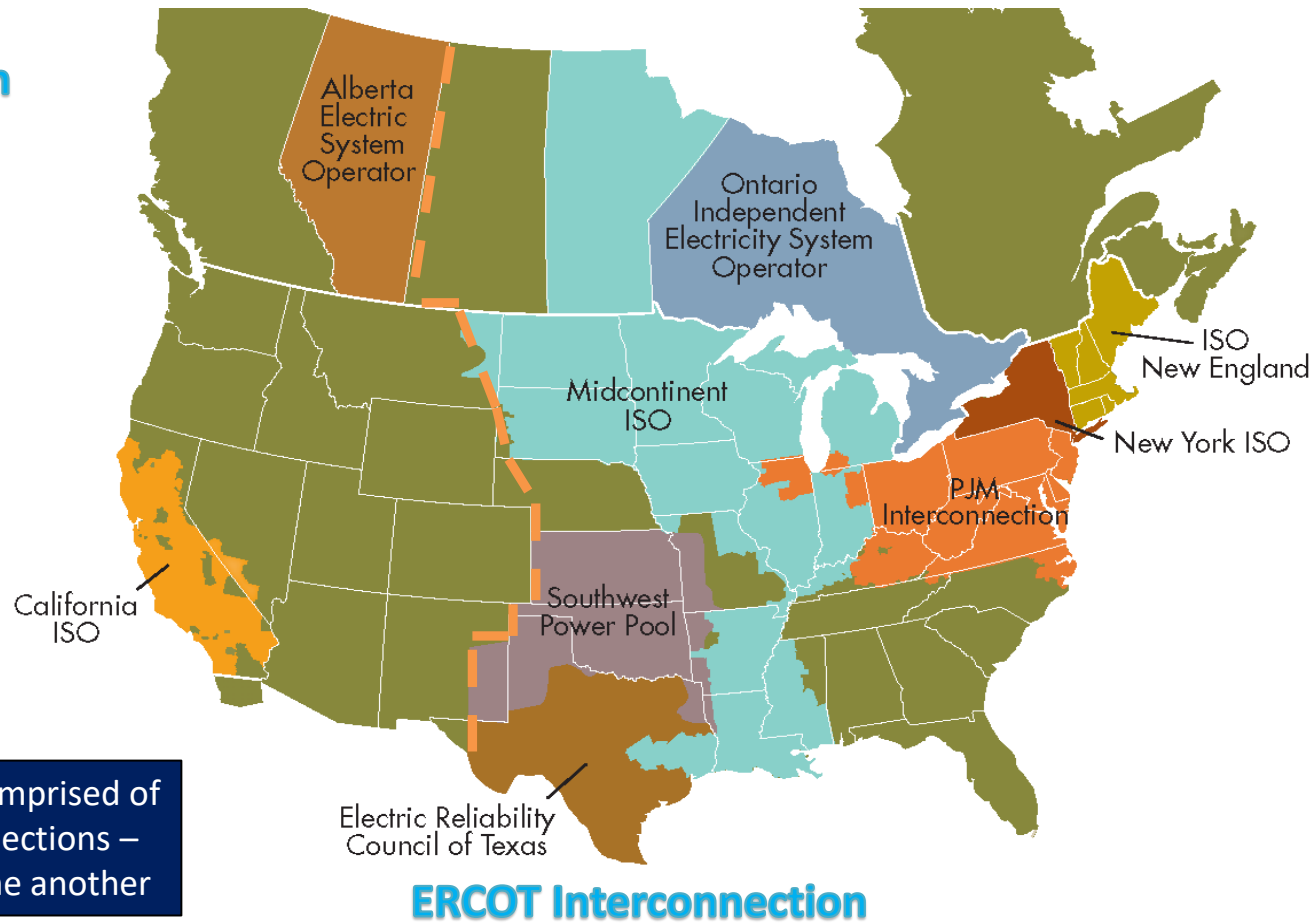 n
Alberta
Electric
System
Operator
Ontario
Independent
Electricity System
Operator
ISO
New England
Midcontinent
ISO
New York ISO
PJM
Interconnection
California
ISO
Southwest
Power Pool
Electric Reliability
Council of Texas
mprised of
ections –
ne another
ERCOT Interconnection